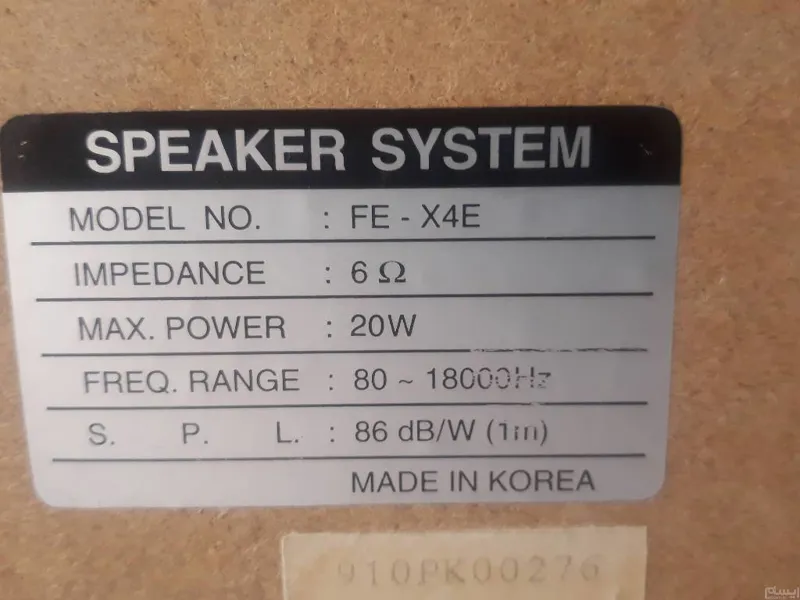 SPEAKER SYSTEM
MODEL NO. : FE - X4E
IMPEDANCE : 6 Ω
MAX. POWER : 20W
FREQ. RANGE : 80 ~ 18000Hz
S. P. L. : 86 dB/W (1m)
MADE IN KOREA
910PK00276
ایسام